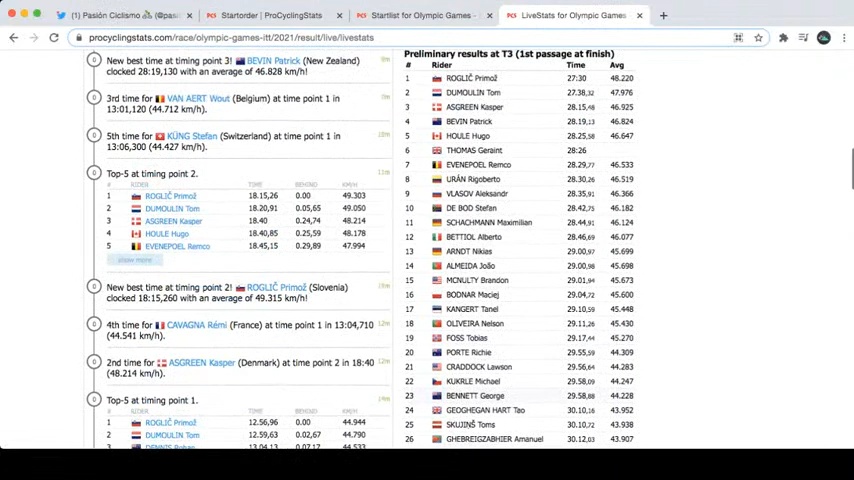 (1) Pasión Ciclismo 🚴 (@pas
Startorder | ProCyclingStats
Startlist for Olympic Games -
LiveStats for Olympic Games
procyclingstats.com/race/olympic-games-itt/2021/result/live/livestats
New best time at timing point 3! BEVIN Patrick (New Zealand)
clocked 28:19,130 with an average of 46.828 km/h!
3rd time for VAN AERT Wout (Belgium) at time point 1 in
13:01,120 (44.712 km/h).
5th time for KÜNG Stefan (Switzerland) at time point 1 in
13:06,300 (44.427 km/h).
Top-5 at timing point 2.
# RIDER TIME BEHIND KM/H
1 ROGLIČ Primož 18.15,26 0.00 49.303
2 DUMOULIN Tom 18.20,91 0.05,65 49.050
3 ASGREEN Kasper 18.40 0.24,74 48.214
4 HOULE Hugo 18.40,85 0.25,59 48.178
5 EVENEPOEL Remco 18.45,15 0.29,89 47.994
show more
New best time at timing point 2! ROGLIČ Primož (Slovenia)
clocked 18:15,260 with an average of 49.315 km/h!
4th time for CAVAGNA Rémi (France) at time point 1 in 13:04,710
(44.541 km/h).
2nd time for ASGREEN Kasper (Denmark) at time point 2 in 18:40
(48.214 km/h).
Top-5 at timing point 1.
# RIDER TIME BEHIND KM/H
1 ROGLIČ Primož 12.56,96 0.00 44.944
2 DUMOULIN Tom 12.59,63 0.02,67 44.790
3 DENNIS Rohan 13.04,13 0.07,17 44.533
Preliminary results at T3 (1st passage at finish)
# Rider Time Avg
1 ROGLIČ Primož 27:30 48.220
2 DUMOULIN Tom 27.38,32 47.976
3 ASGREEN Kasper 28.15,48 46.925
4 BEVIN Patrick 28.19,13 46.824
5 HOULE Hugo 28.25,58 46.647
6 THOMAS Geraint 28:26
7 EVENEPOEL Remco 28.29,77 46.533
8 URÁN Rigoberto 28.30,26 46.519
9 VLASOV Aleksandr 28.35,91 46.366
10 DE BOD Stefan 28.42,75 46.182
11 SCHACHMANN Maximilian 28.44,91 46.124
12 BETTIOL Alberto 28.46,69 46.077
13 ARNDT Nikias 29.00,97 45.699
14 ALMEIDA João 29.00,98 45.698
15 MCNULTY Brandon 29.01,94 45.673
16 BODNAR Maciej 29.04,72 45.600
17 KANGERT Tanel 29.10,59 45.448
18 OLIVEIRA Nelson 29.11,26 45.430
19 FOSS Tobias 29.17,44 45.270
20 PORTE Richie 29.55,59 44.309
21 CRADDOCK Lawson 29.56,64 44.283
22 KUKRLE Michael 29.58,09 44.247
23 BENNETT George 29.58,88 44.228
24 GEOGHEGAN HART Tao 30.10,16 43.952
25 SKUJIŅŠ Toms 30.10,72 43.938
26 GHEBREIGZABHIER Amanuel 30.12,03 43.907